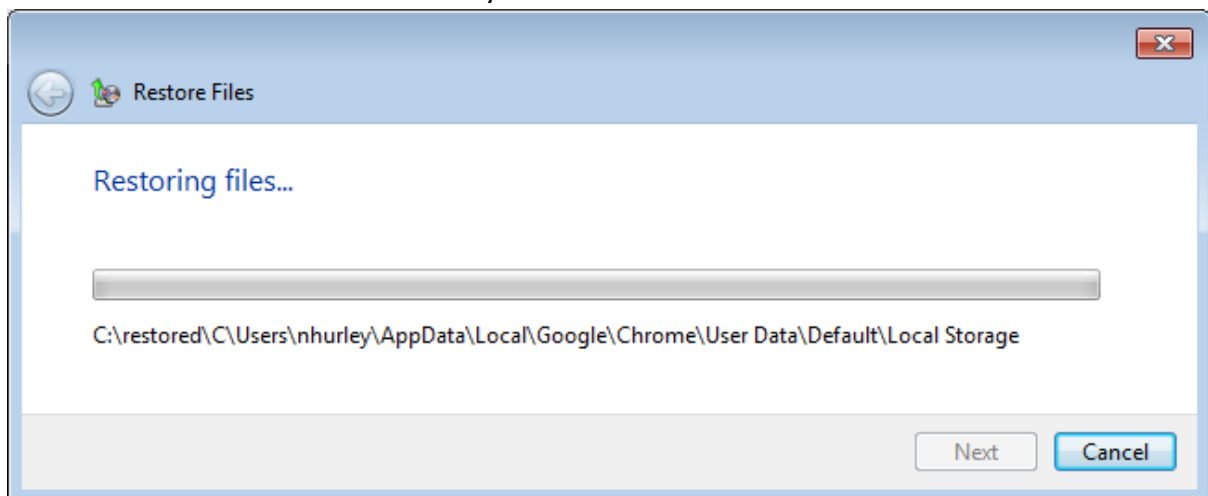 Restore Files
Restoring files...
C:\restored\C\Users\nhurley\AppData\Local\Google\Chrome\User Data\Default\Local Storage
Next
Cancel